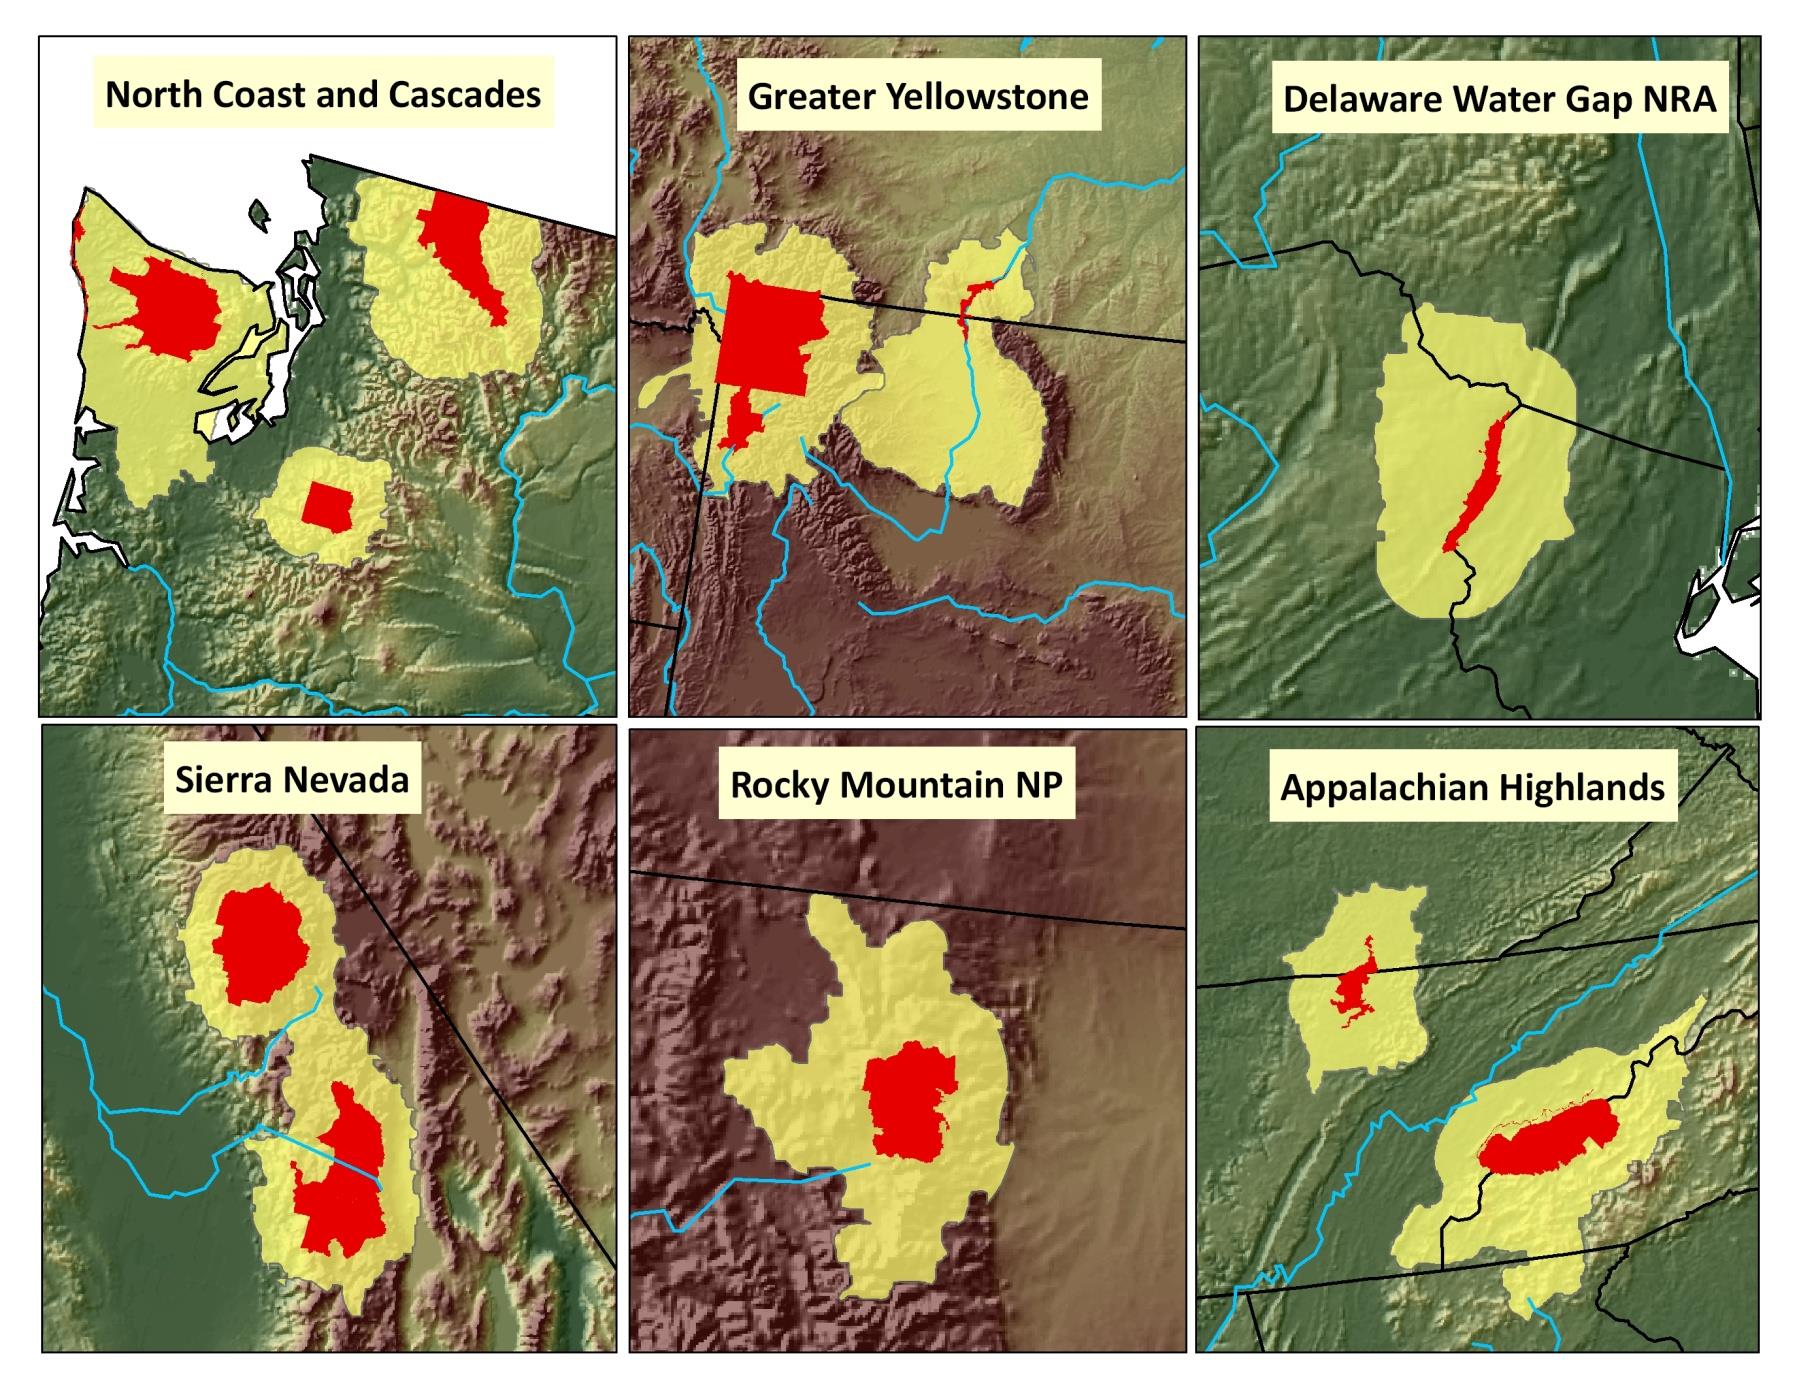 North Coast and Cascades
Greater Yellowstone
Delaware Water Gap NRA
Sierra Nevada
Rocky Mountain NP
Appalachian Highlands